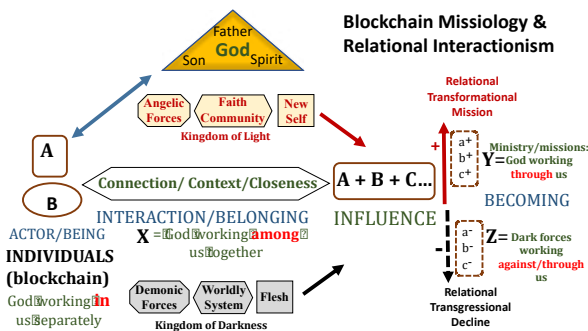 Blockchain Missiology &
Relational Interactionism
Father
God
Son
Spirit
Angelic
Forces
Faith
Community
New
Self
Kingdom of Light
Relational
Transformational
Mission
A
B
Connection/ Context/Closeness
A + B + C...
+
a+
b+
c+
Ministry/missions:
Y= God working
through us
ACTOR/BEING
INTERACTION/BELONGING
INFLUENCE
BECOMING
INDIVIDUALS
(blockchain)
God working in
us separately
X = God working among
us together
-
a-
b-
c-
Z= Dark forces
working
against/through
us
Demonic
Forces
Worldly
System
Flesh
Kingdom of Darkness
Relational
Transgressional
Decline